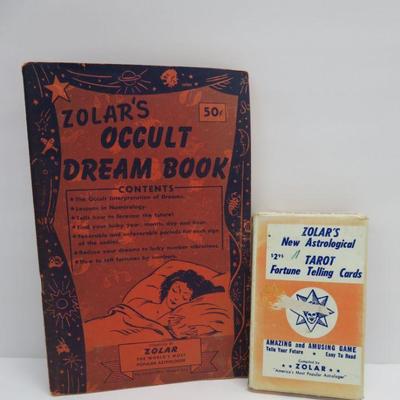 ZOLAR'S
50¢
OCCULT
DREAM BOOK
CONTENTS
The Occult Interpretation of Dreams.
Lessons in Numerology.
Tells how to foresee the future!
Find your lucky year, month, day and hour.
Favorable and unfavorable periods for each sign
of the zodiac.
Reduce your dreams to lucky number vibrations.
How to tell fortunes by numbers.
ZOLAR
THE WORLD'S MOST
POPULAR ASTROLOGER
ZOLAR'S
New Astrological
$2.95
TAROT
Fortune Telling Cards
AMAZING and AMUSING GAME
Tells Your Future • Easy To Read
Compiled by
ZOLAR
"America's Most Popular Astrologer"